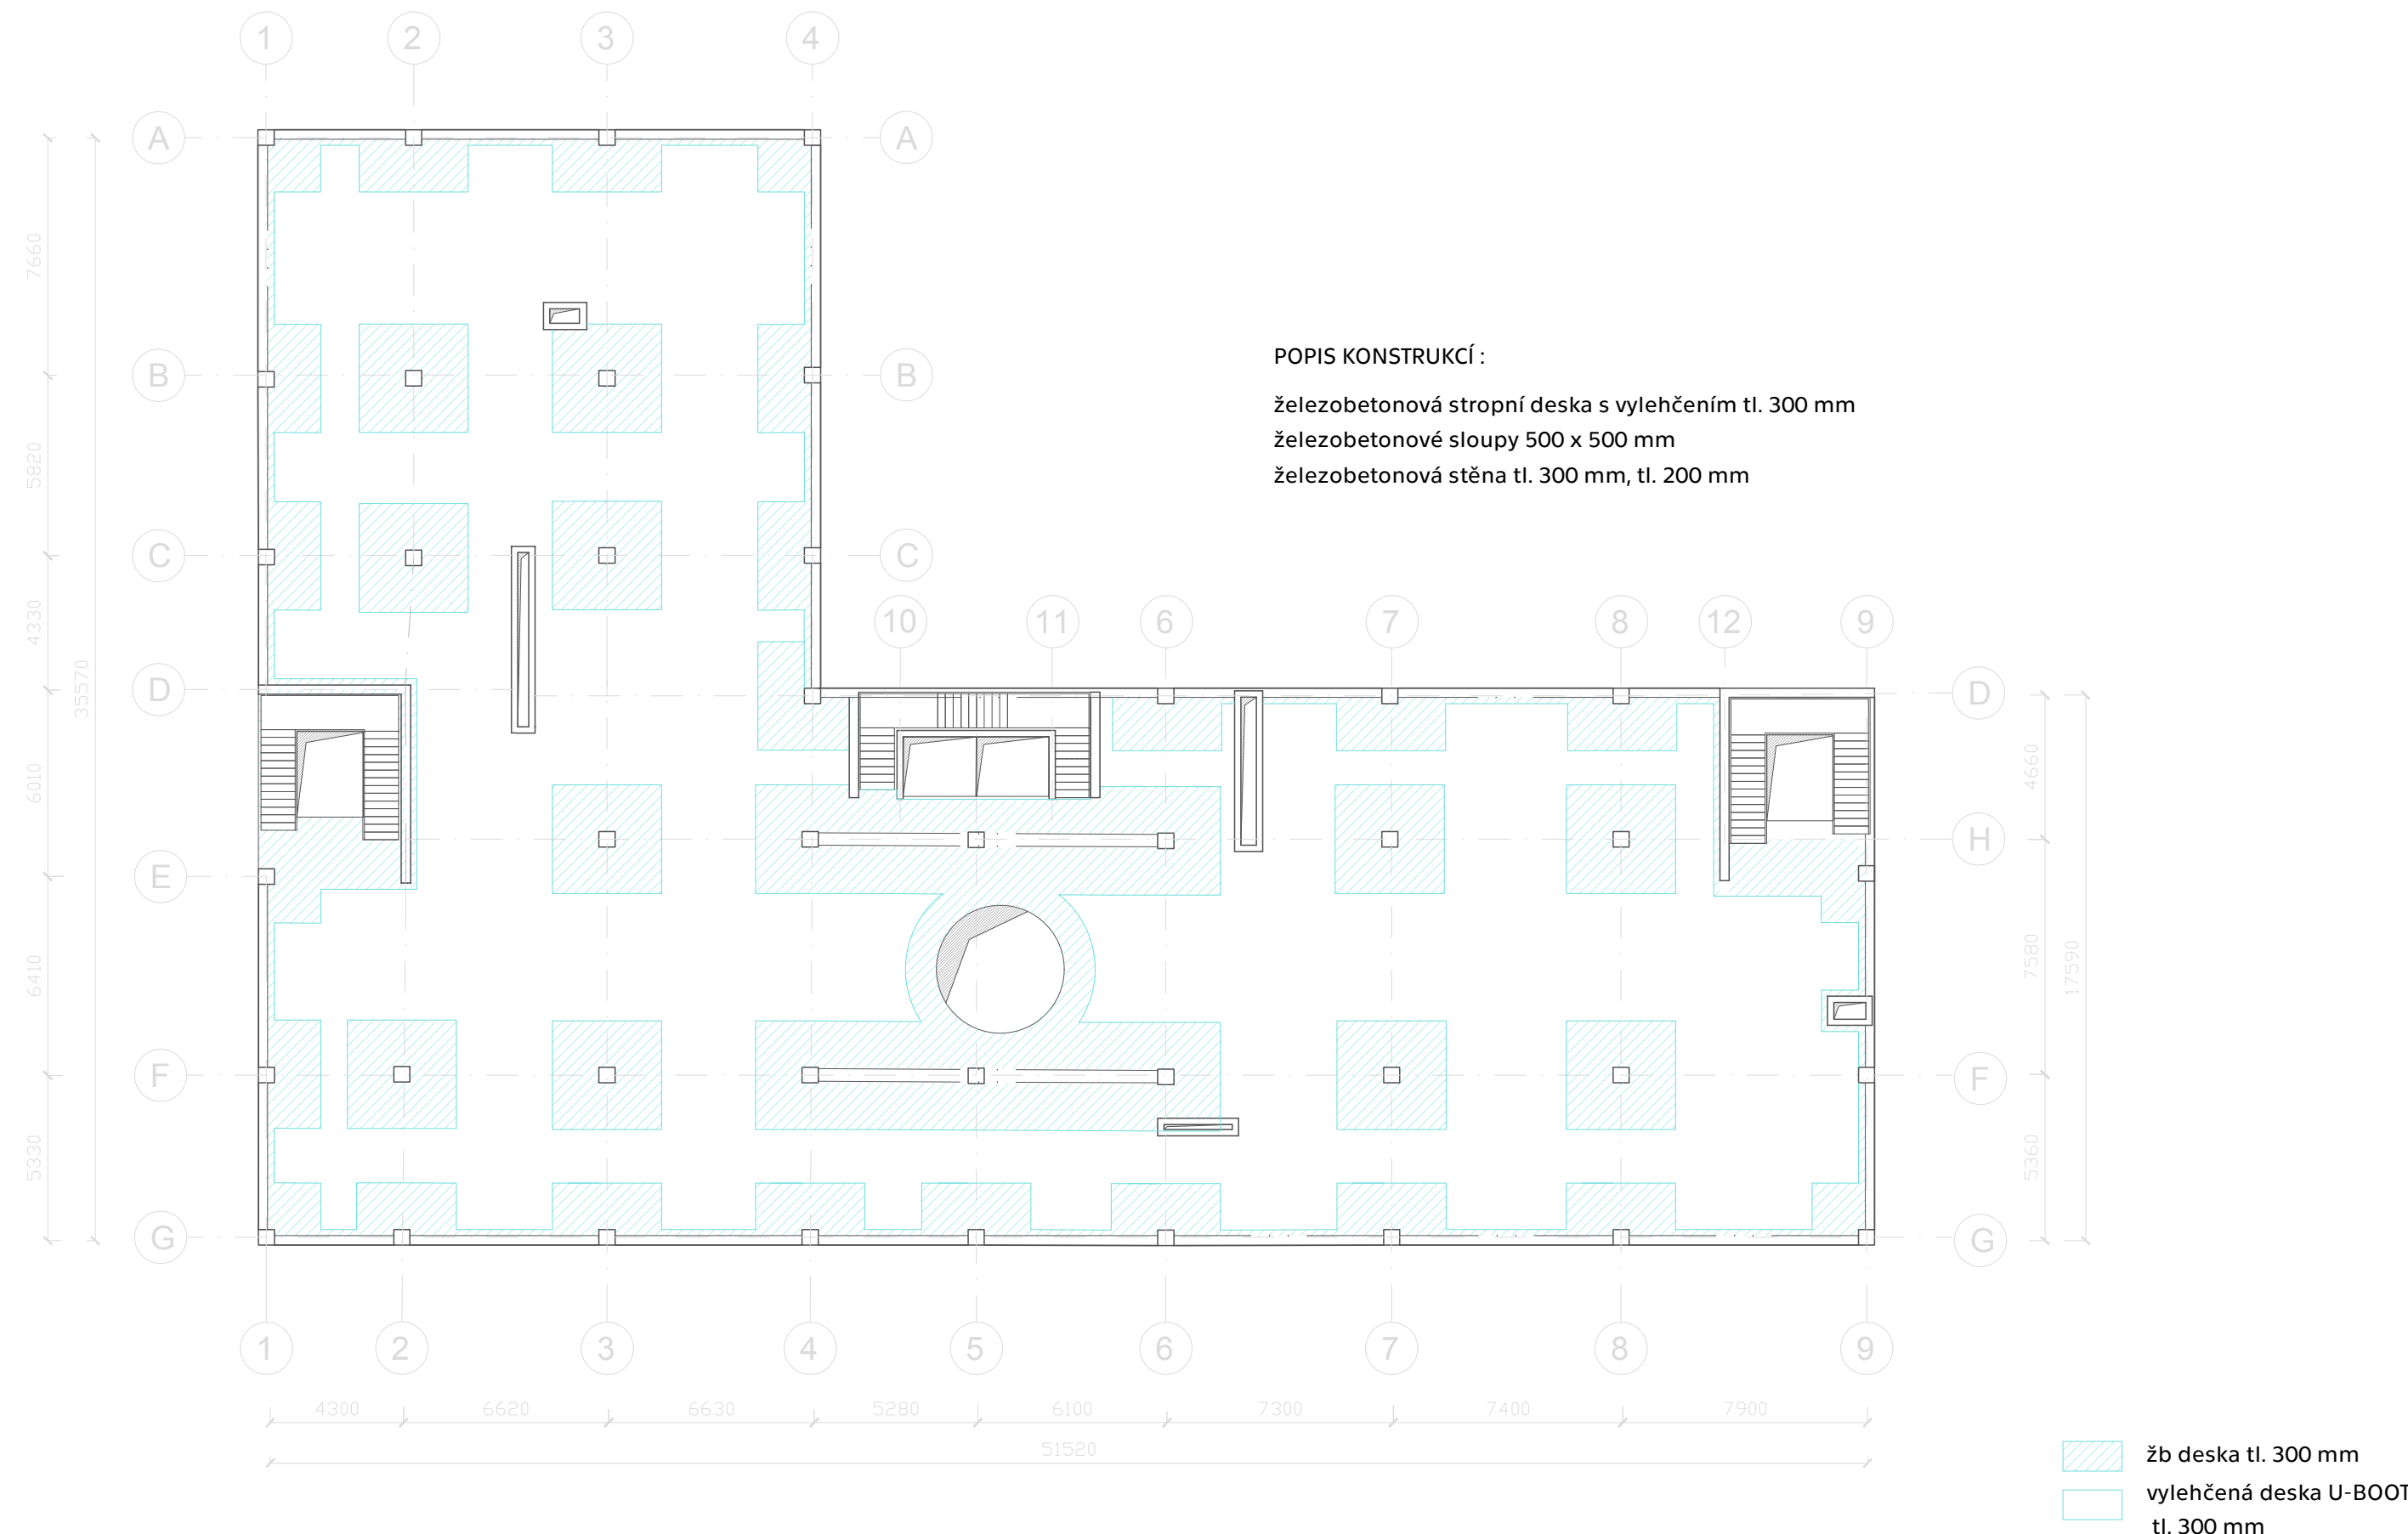 1 2 3 4
A A
7660
B B
5820
C C
4330
35570
D
6010
E
6410
F
5330
G
POPIS KONSTRUKCÍ :
železobetonová stropní deska s vylehčením tl. 300 mm
železobetonové sloupy 500 x 500 mm
železobetonová stěna tl. 300 mm, tl. 200 mm
10 11 6 7 8 12 9
D
4660
H
7580
17590
F
5360
G
1 2 3 4 5 6 7 8 9
4300 6620 6630 5280 6100 7300 7400 7900
51520
žb deska tl. 300 mm
vylehčená deska U-BOOT
tl. 300 mm